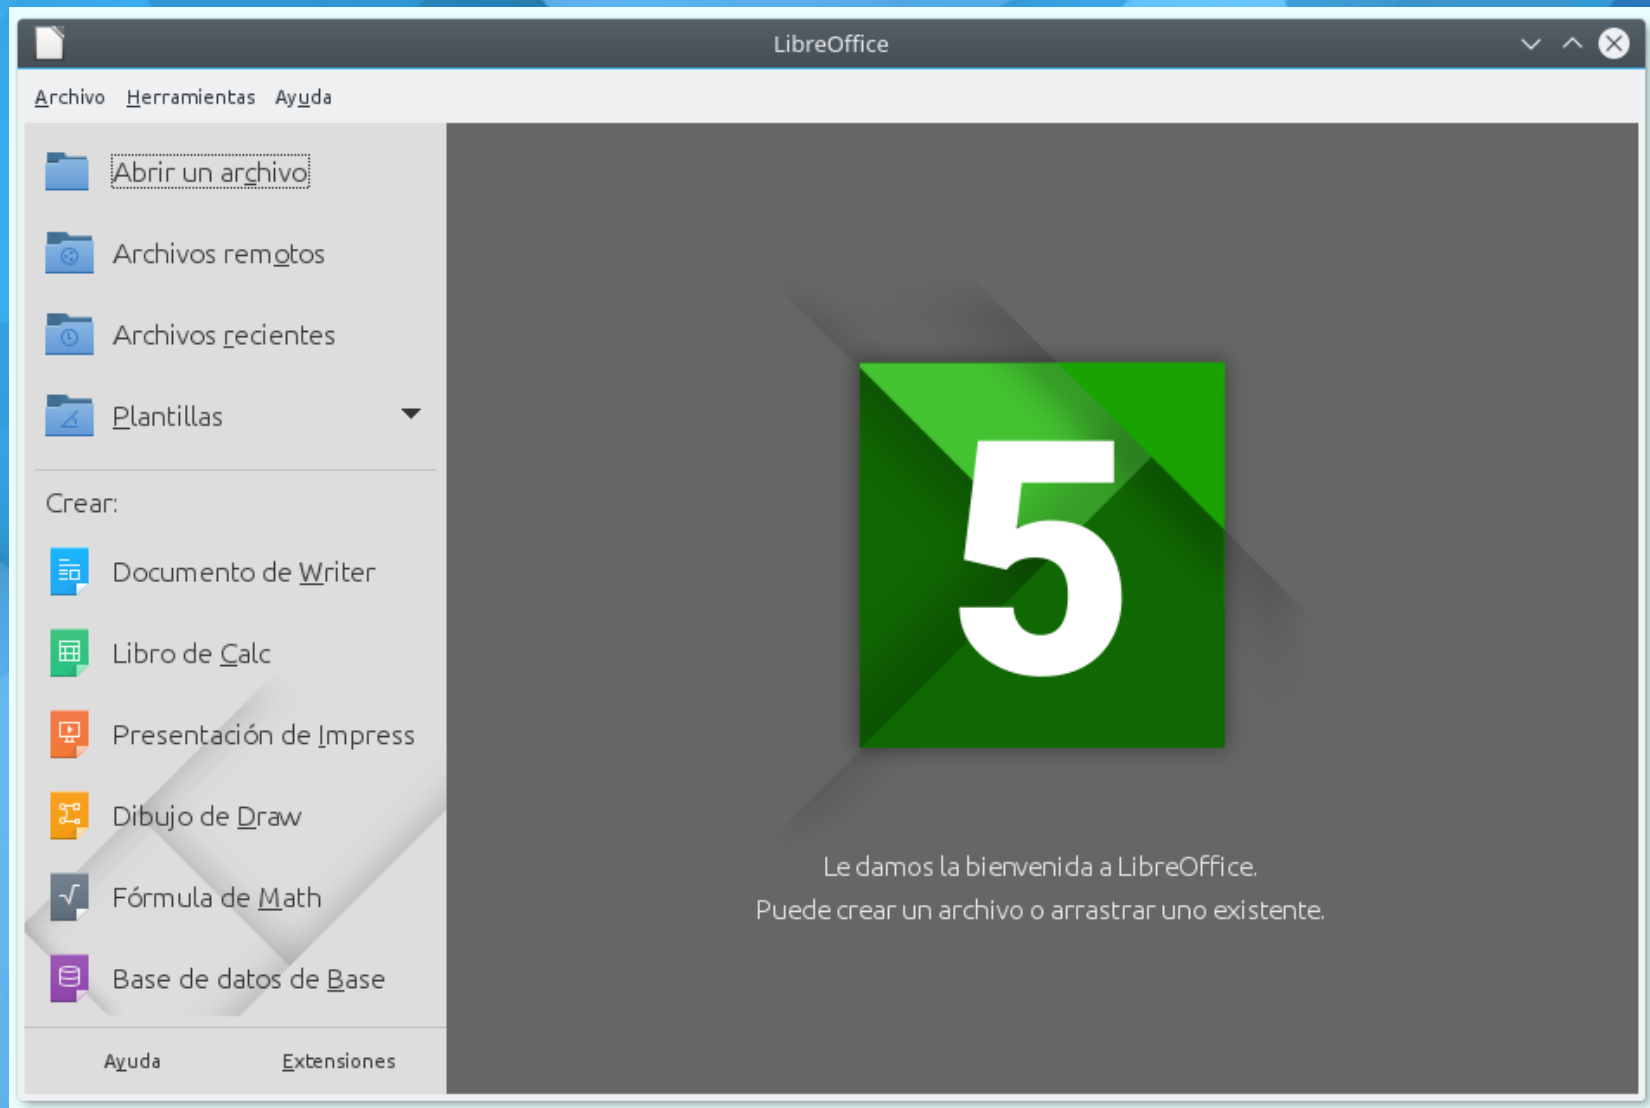 LibreOffice
Archivo Herramientas Ayuda
Abrir un archivo
Archivos remotos
Archivos recientes
Plantillas
Crear:
Documento de Writer
Libro de Calc
Presentación de Impress
Dibujo de Draw
Fórmula de Math
Base de datos de Base
Ayuda Extensiones
5
Le damos la bienvenida a LibreOffice.
Puede crear un archivo o arrastrar uno existente.